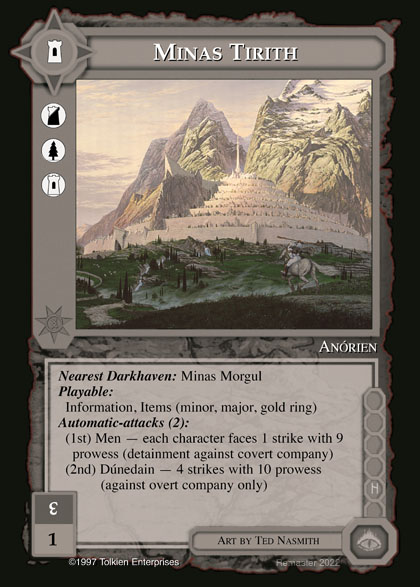 Minas Tirith
Anórien
Nearest Darkhaven: Minas Morgul
Playable:
Information, Items (minor, major, gold ring)
Automatic-attacks (2):
(1st) Men — each character faces 1 strike with 9
prowess (detainment against covert company)
(2nd) Dúnedain — 4 strikes with 10 prowess
(against overt company only)
H
ε
1
Art by Ted Nasmith
©1997 Tolkien Enterprises
Remaster 2022